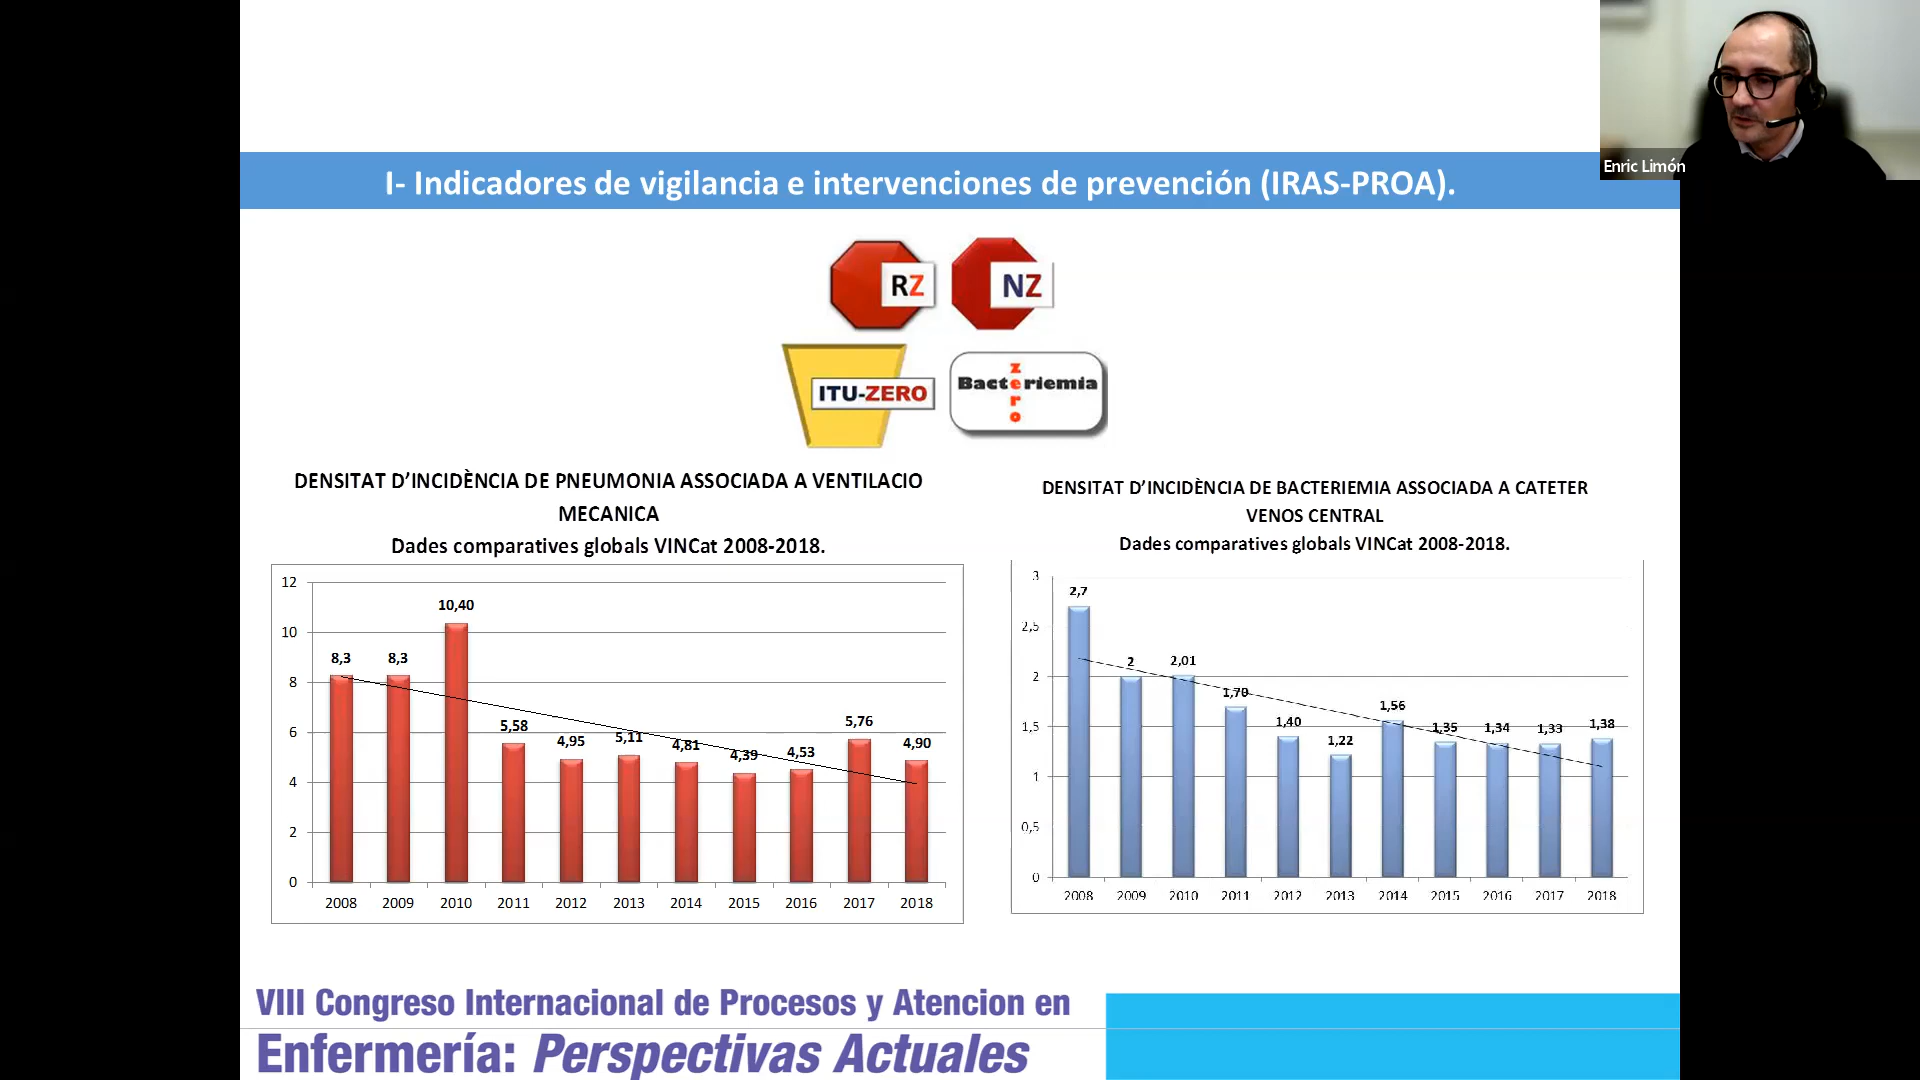 Enric Limón
I- Indicadores de vigilancia e intervenciones de prevención (IRAS-PROA).
RZ
NZ
ITU-ZERO
Bacteriemia
zero
DENSITAT D'INCIDÈNCIA DE PNEUMONIA ASSOCIADA A VENTILACIO
MECANICA
Dades comparatives globals VINCat 2008-2018.
12
10
8
6
4
2
0
8,3
8,3
10,40
5,58
4,95
5,11
4,81
4,39
4,53
5,76
4,90
2008 2009 2010 2011 2012 2013 2014 2015 2016 2017 2018
DENSITAT D'INCIDÈNCIA DE BACTERIEMIA ASSOCIADA A CATETER
VENOS CENTRAL
Dades comparatives globals VINCat 2008-2018.
3
2,5
2
1,5
1
0,5
0
2,7
2
2,01
1,70
1,40
1,22
1,56
1,35
1,34
1,33
1,38
2008 2009 2010 2011 2012 2013 2014 2015 2016 2017 2018
VIII Congreso Internacional de Procesos y Atencion en
Enfermería: Perspectivas Actuales